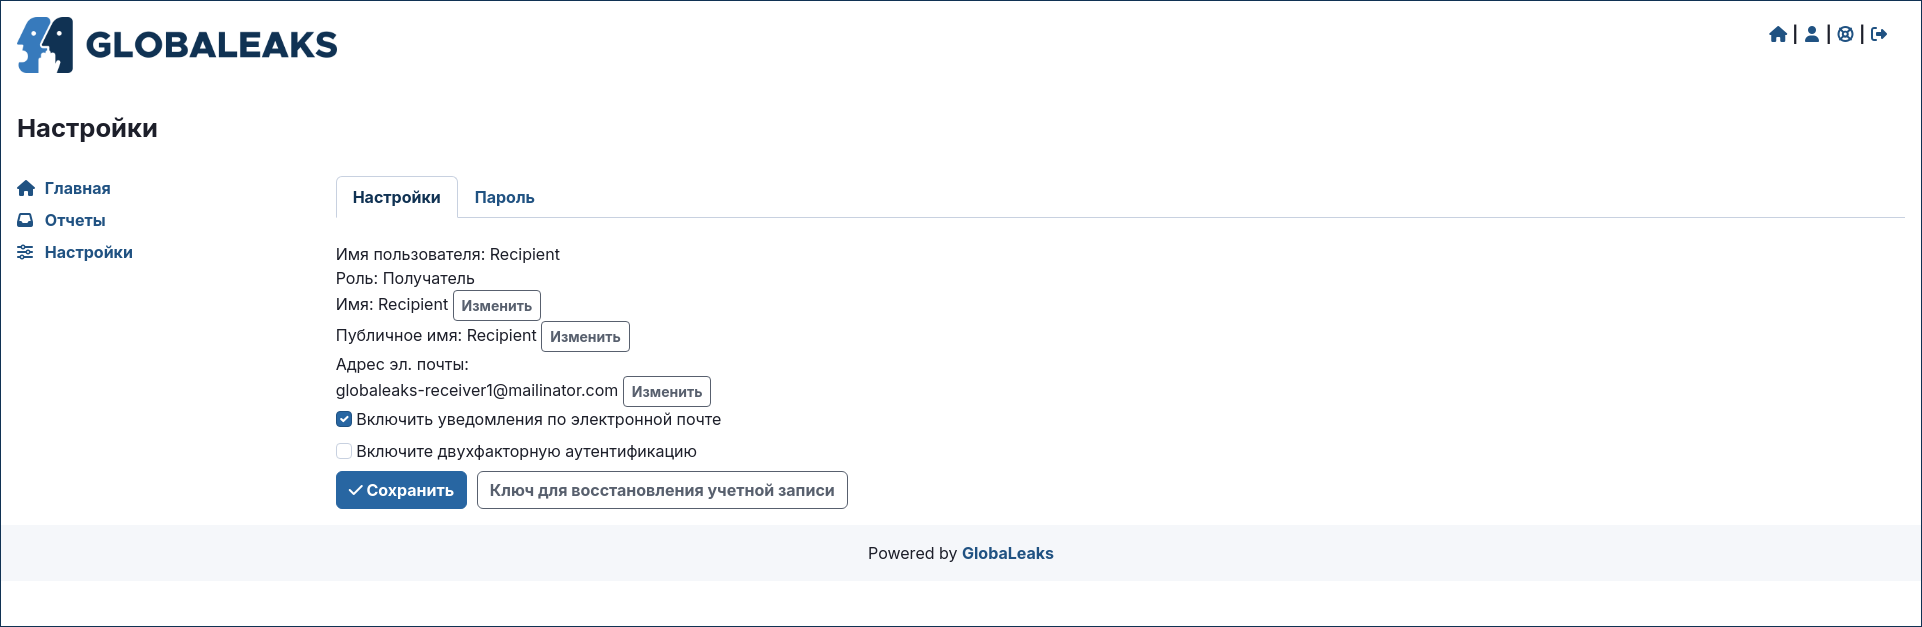 GLOBALEAKS
Настройки
Главная
Отчеты
Настройки
Настройки Пароль
Имя пользователя: Recipient
Роль: Получатель
Имя: Recipient Изменить
Публичное имя: Recipient Изменить
Адрес эл. почты:
globaleaks-receiver1@mailinator.com Изменить
Включить уведомления по электронной почте
Включите двухфакторную аутентификацию
Сохранить Ключ для восстановления учетной записи
Powered by GlobaLeaks